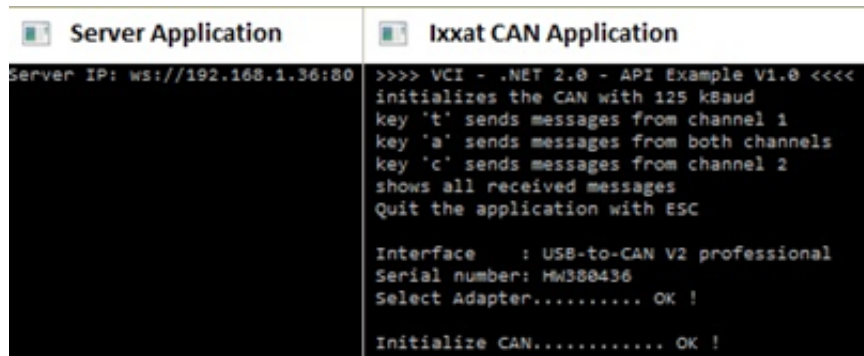 Server Application
Server IP: ws://192.168.1.36:80
Ixxat CAN Application
>>>> VCI - .NET 2.0 - API Example V1.0 <<<<
initializes the CAN with 125 kBaud
key 't' sends messages from channel 1
key 'a' sends messages from both channels
key 'c' sends messages from channel 2
shows all received messages
Quit the application with ESC
Interface : USB-to-CAN V2 professional
Serial number: HW380436
Select Adapter.......... OK !
Initialize CAN............ OK !